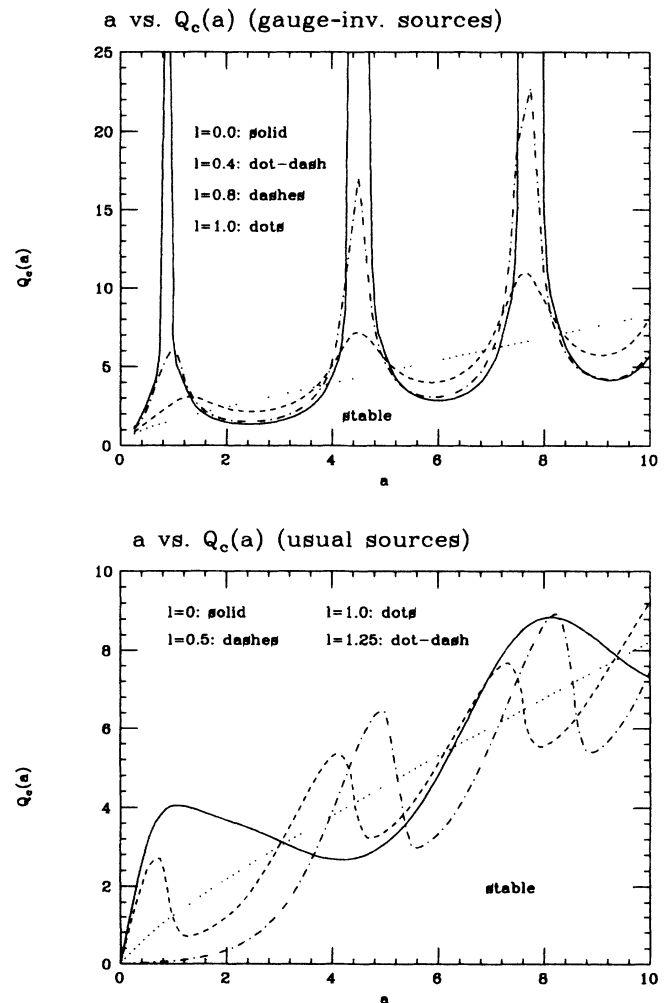 a vs. Q_c(a) (gauge-inv. sources)
25
20
15
10
5
0
Q_c(a)
l=0.0: solid
l=0.4: dot-dash
l=0.8: dashes
l=1.0: dots
stable
0 2 4 6 8 10
a
a vs. Q_c(a) (usual sources)
10
8
6
4
2
0
Q_c(a)
l=0: solid l=1.0: dots
l=0.5: dashes l=1.25: dot-dash
stable
0 2 4 6 8 10
a